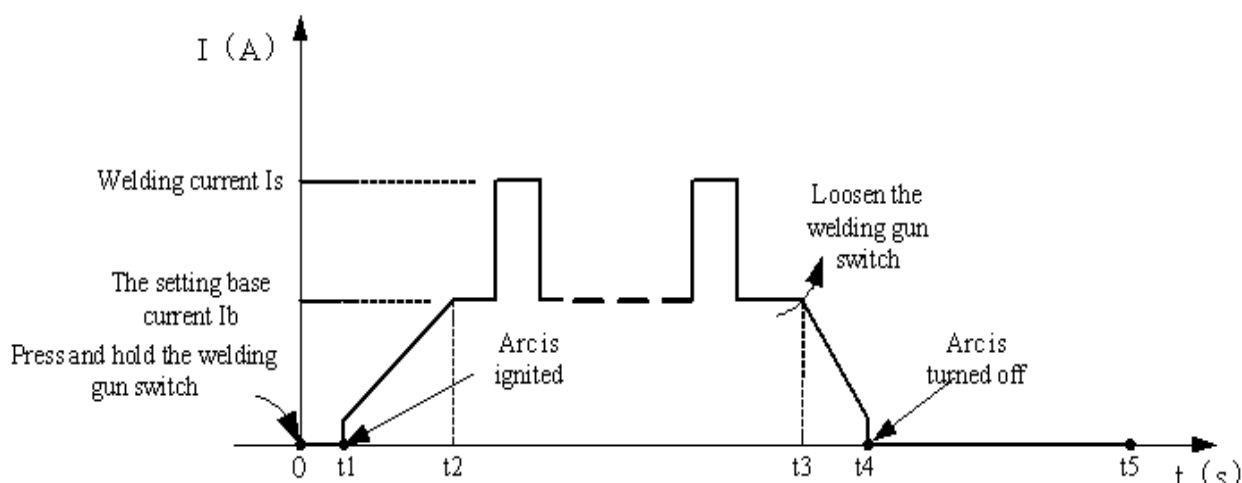 I (A)
Welding current Is
Loosen the
welding gun
switch
The setting base
current Ib
Press and hold the welding
gun switch
Arc is
ignited
Arc is
turned off
0
t1
t2
t3
t4
t5
t (s)